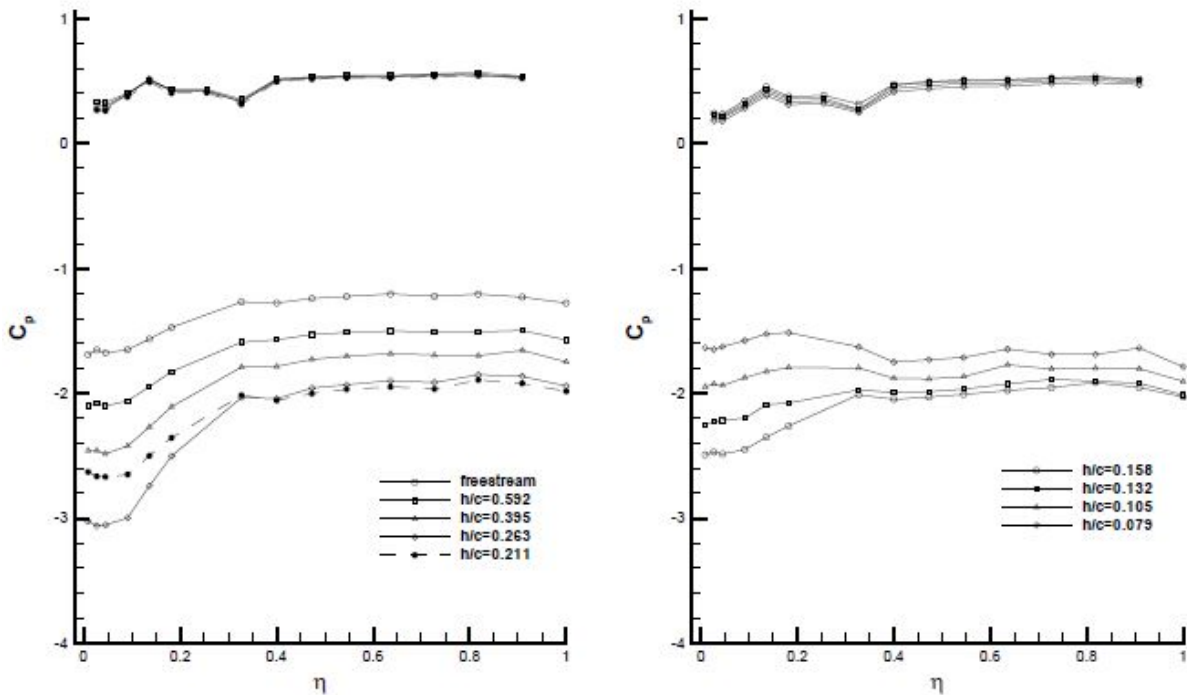 1
0
-1
-2
-3
-4
Cp
0
0.2
0.4
0.6
0.8
1
η
freestream
h/c=0.592
h/c=0.395
h/c=0.263
h/c=0.211
1
0
-1
-2
-3
-4
Cp
0
0.2
0.4
0.6
0.8
1
η
h/c=0.158
h/c=0.132
h/c=0.105
h/c=0.079